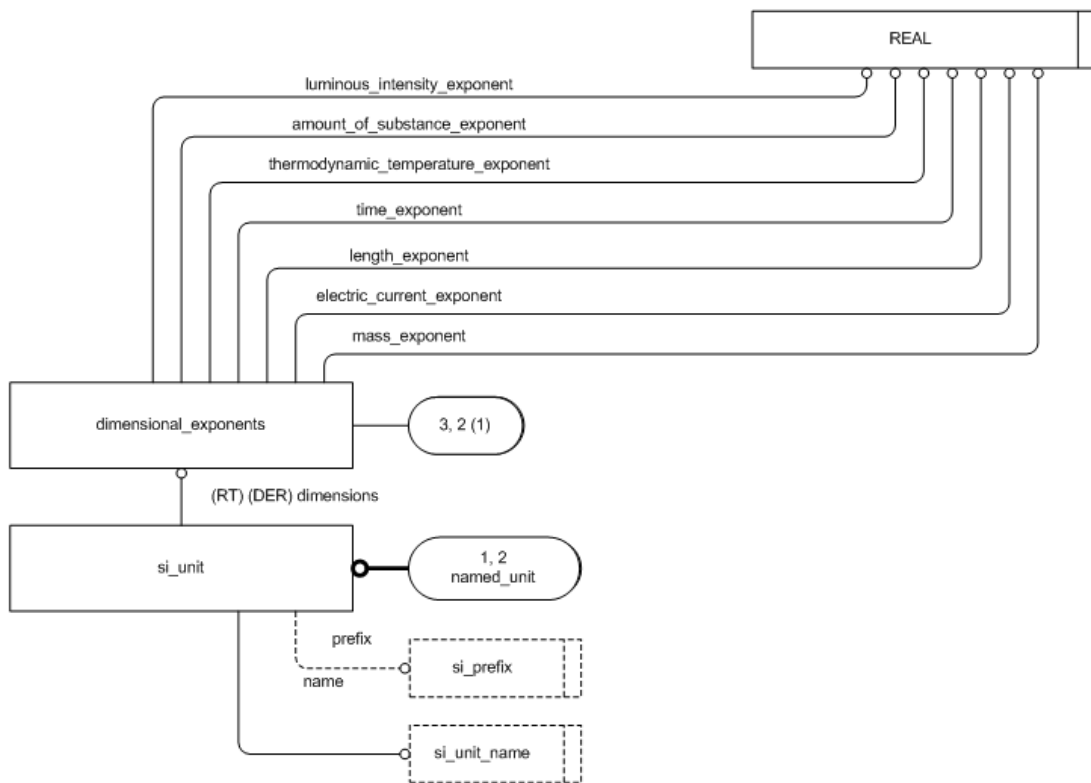 REAL
luminous_intensity_exponent
amount_of_substance_exponent
thermodynamic_temperature_exponent
time_exponent
length_exponent
electric_current_exponent
mass_exponent
dimensional_exponents
3, 2 (1)
(RT) (DER) dimensions
si_unit
1, 2
named_unit
prefix
si_prefix
name
si_unit_name